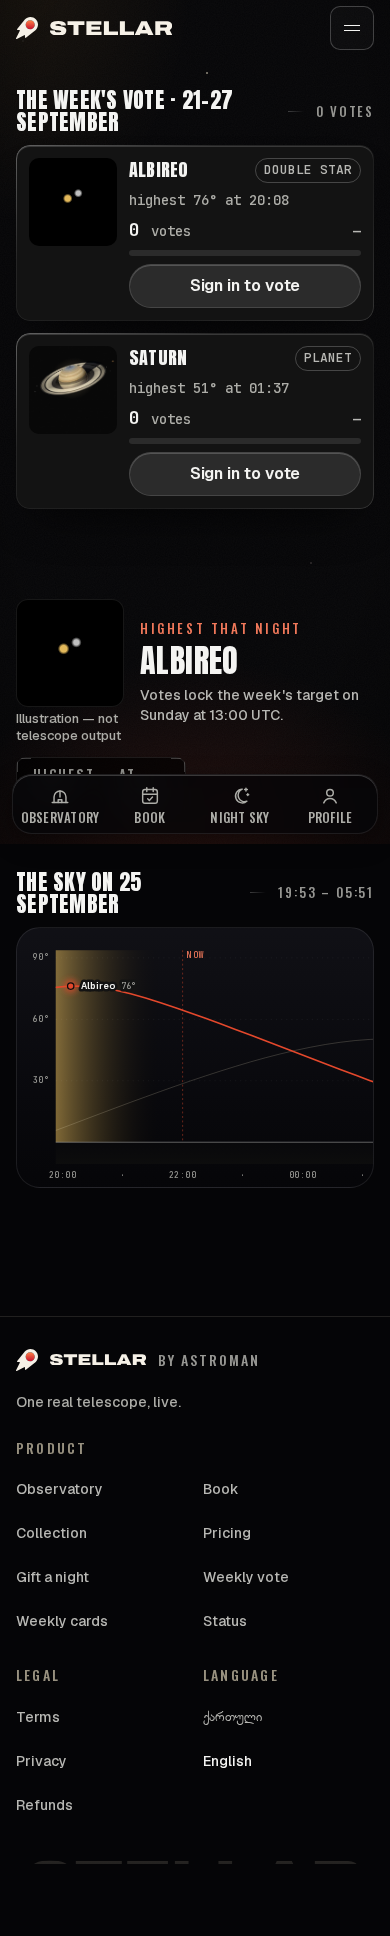 STELLAR
THE WEEK'S VOTE · 21–27
SEPTEMBER
0 VOTES
ALBIREO
DOUBLE STAR
highest 76° at 20:08
0 votes
—
Sign in to vote
SATURN
PLANET
highest 51° at 01:37
0 votes
—
Sign in to vote
HIGHEST THAT NIGHT
ALBIREO
Votes lock the week's target on
Sunday at 13:00 UTC.
Illustration — not
telescope output
HIGHEST AT
OBSERVATORY
BOOK
NIGHT SKY
PROFILE
THE SKY ON 25
SEPTEMBER
19:53 – 05:51
90°
NOW
Albireo 76°
60°
30°
20:00 · 22:00 · 00:00 ·
STELLAR BY ASTROMAN
One real telescope, live.
PRODUCT
Observatory
Book
Collection
Pricing
Gift a night
Weekly vote
Weekly cards
Status
LEGAL
LANGUAGE
Terms
ქართული
Privacy
English
Refunds